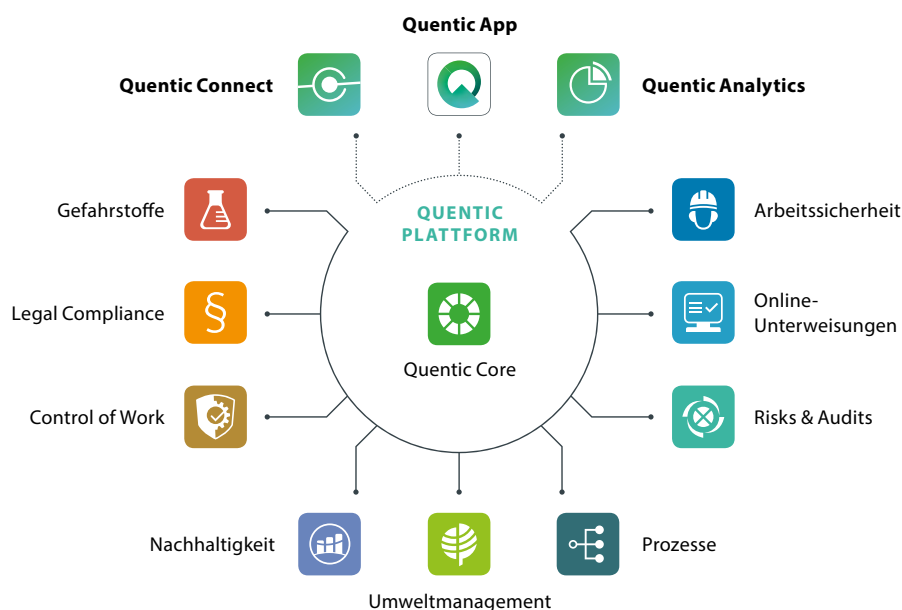 Quentic App
Quentic Connect
Quentic Analytics
QUENTIC
PLATTFORM
Gefahrstoffe
Arbeitssicherheit
§
Legal Compliance
Online-
Unterweisungen
Quentic Core
Control of Work
Risks & Audits
Nachhaltigkeit
Prozesse
Umweltmanagement